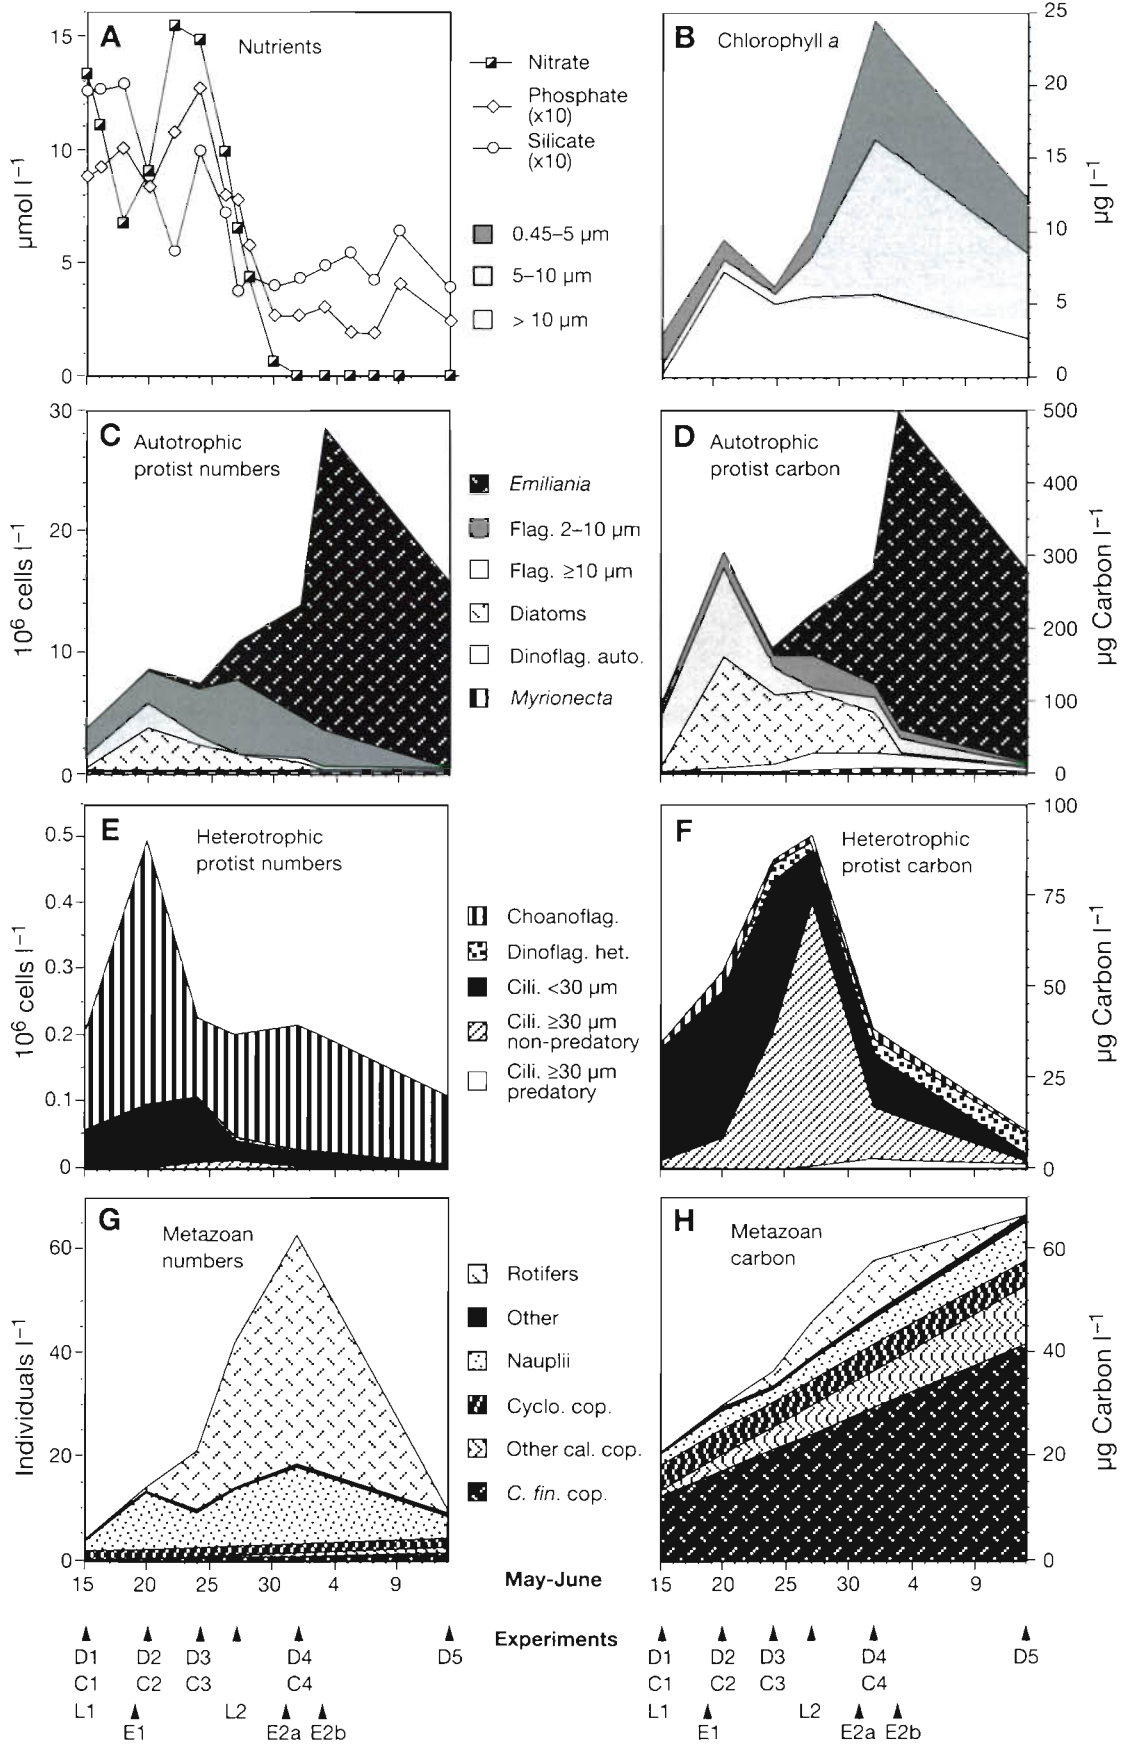 A
Nutrients
15
10
5
0
µmol l⁻¹
Nitrate
Phosphate
(x10)
Silicate
(x10)
0.45–5 µm
5–10 µm
> 10 µm
B
Chlorophyll a
25
20
15
10
5
0
µg l⁻¹
C
Autotrophic
protist numbers
30
20
10
0
10⁶ cells l⁻¹
Emiliania
Flag. 2–10 µm
Flag. ≥10 µm
Diatoms
Dinoflag. auto.
Myrionecta
D
Autotrophic
protist carbon
500
400
300
200
100
0
µg Carbon l⁻¹
E
Heterotrophic
protist numbers
0.5
0.4
0.3
0.2
0.1
0
10⁶ cells l⁻¹
Choanoflag.
Dinoflag. het.
Cili. <30 µm
Cili. ≥30 µm
non-predatory
Cili. ≥30 µm
predatory
F
Heterotrophic
protist carbon
100
75
50
25
0
µg Carbon l⁻¹
G
Metazoan
numbers
60
40
20
0
Individuals l⁻¹
Rotifers
Other
Nauplii
Cyclo. cop.
Other cal. cop.
C. fin. cop.
H
Metazoan
carbon
60
40
20
0
µg Carbon l⁻¹
15 20 25 30 4 9
May-June
15 20 25 30 4 9
Experiments
D1 D2 D3 D4 D5
C1 C2 C3 C4
L1 L2
E1 E2a E2b
D1 D2 D3 D4 D5
C1 C2 C3 C4
L1 L2
E1 E2a E2b